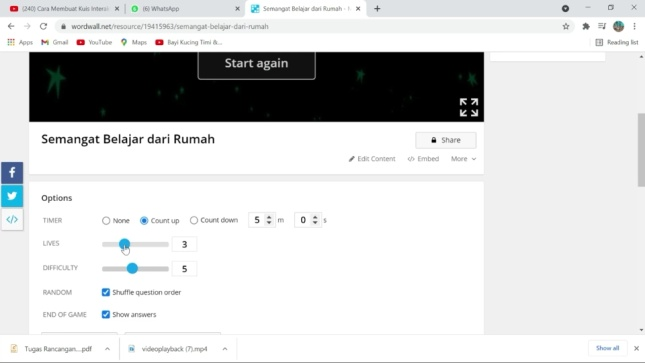 (240) Cara Membuat Kuis Interak
(6) WhatsApp
Semangat Belajar dari Rumah -
wordwall.net/resource/19415963/semangat-belajar-dari-rumah
Apps Gmail YouTube Maps Bayi Kucing Timi &... Reading list
Start again
Semangat Belajar dari Rumah
Share
Edit Content Embed More
Options
TIMER None Count up Count down 5 m 0 s
LIVES 3
DIFFICULTY 5
RANDOM Shuffle question order
END OF GAME Show answers
Tugas Rancangan....pdf videoplayback (7).mp4 Show all